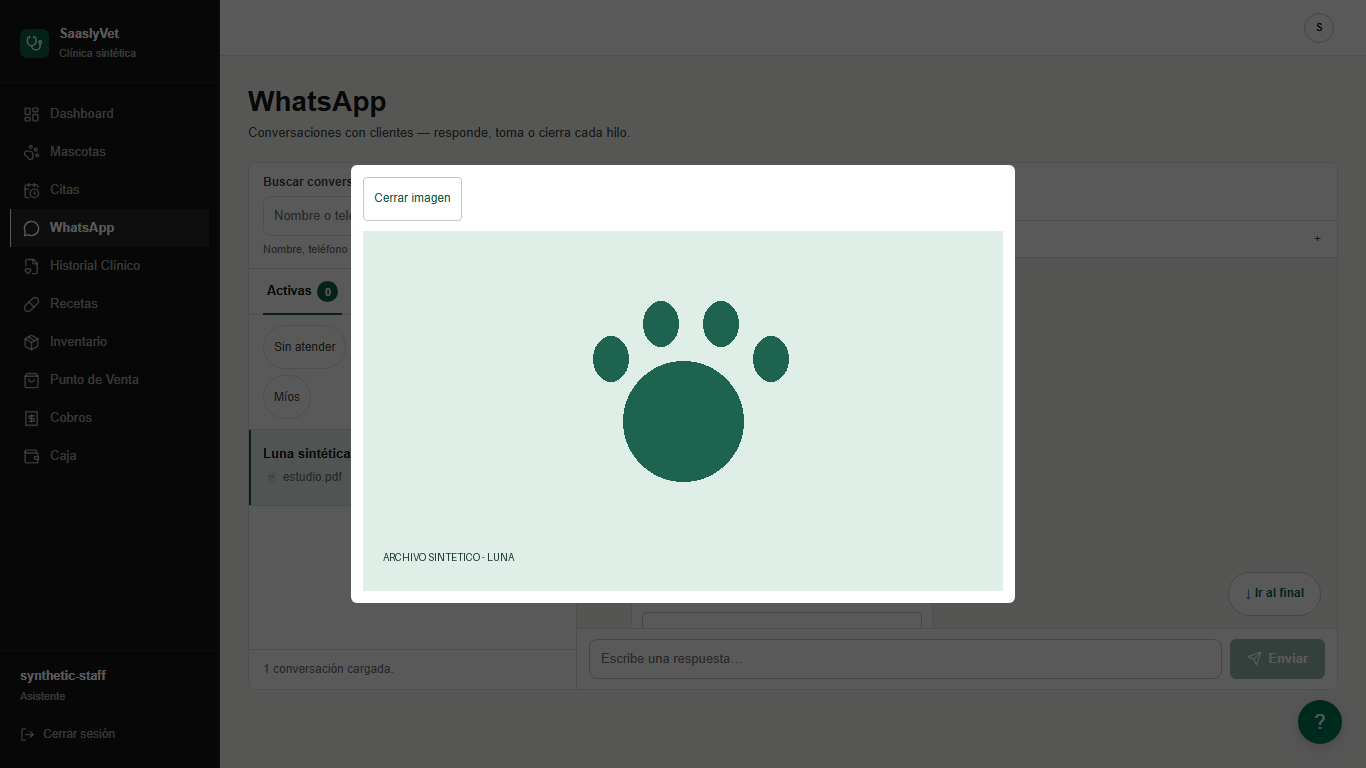 SaaslyVet
Clínica sintética
Dashboard
Mascotas
Citas
WhatsApp
Historial Clínico
Recetas
Inventario
Punto de Venta
Cobros
Caja
synthetic-staff
Asistente
Cerrar sesión
S
WhatsApp
Conversaciones con clientes — responde, toma o cierra cada hilo.
Buscar
Nombre o
Nombre, teléfono
Activas 0
Sin atender
Míos
Luna sintética
estudio.pdf
1 conversación cargada.
Cerrar imagen
ARCHIVO SINTETICO - LUNA
+
↓ Ir al final
Escribe una respuesta...
Enviar
?